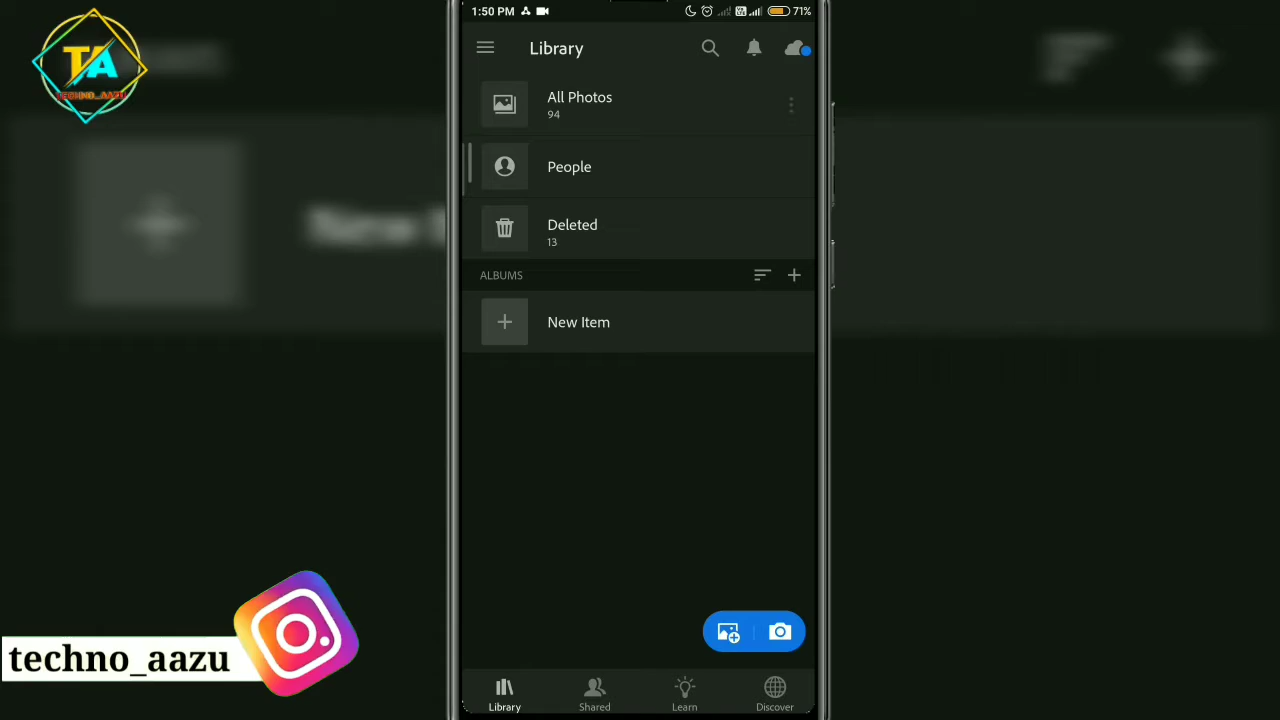 TA
TECHNO_AAZU
1:50 PM
71%
Library
All Photos
94
People
Deleted
13
ALBUMS
New Item
techno_aazu
Library
Shared
Learn
Discover